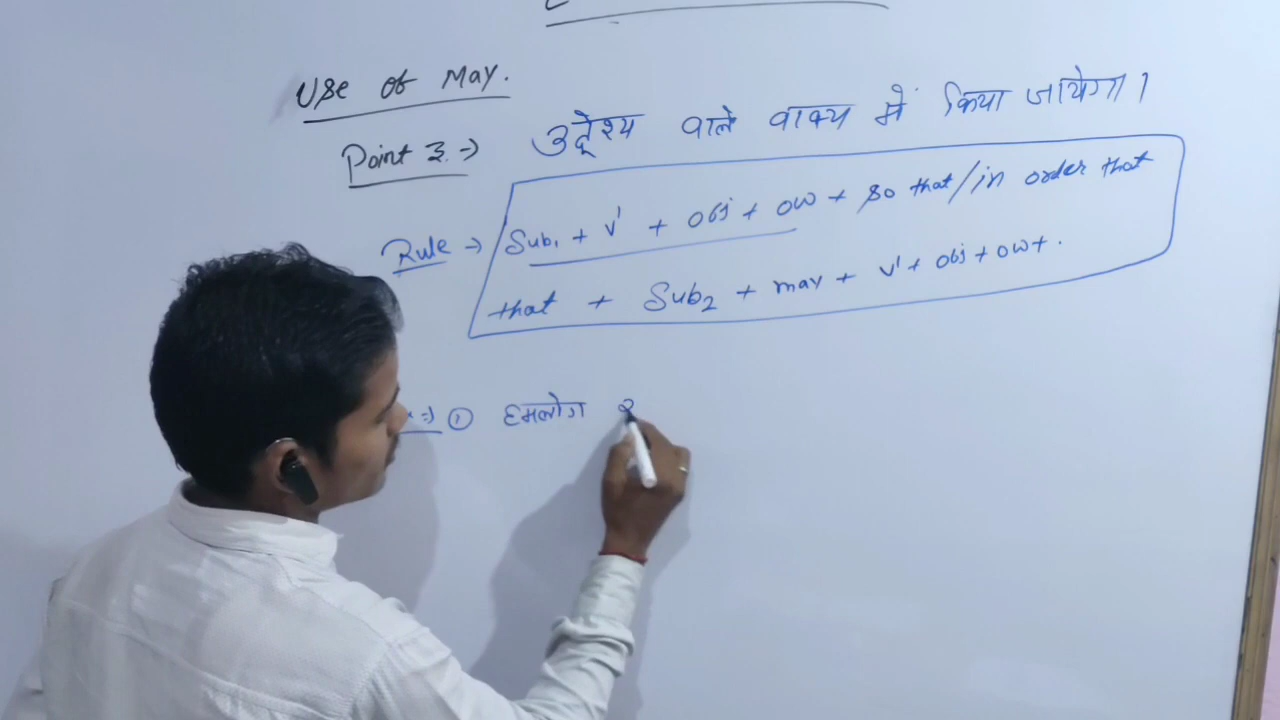 Use of May.
Point 3. → उद्देश्य वाले वाक्य में किया जायेगा।
Rule → Sub₁ + V¹ + obj + ow + so that/in order that
that + Sub₂ + may + V¹ + obj + ow + .
① हमलोग